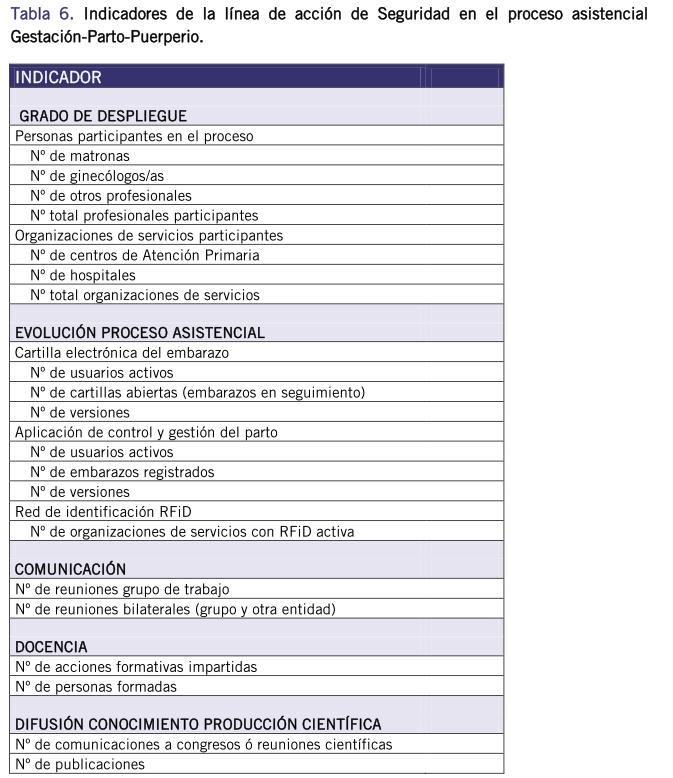 Tabla 6. Indicadores de la línea de acción de Seguridad en el proceso asistencial
Gestación-Parto-Puerperio.
INDICADOR
GRADO DE DESPLIEGUE
Personas participantes en el proceso
Nº de matronas
Nº de ginecólogos/as
Nº de otros profesionales
Nº total profesionales participantes
Organizaciones de servicios participantes
Nº de centros de Atención Primaria
Nº de hospitales
Nº total organizaciones de servicios
EVOLUCIÓN PROCESO ASISTENCIAL
Cartilla electrónica del embarazo
Nº de usuarios activos
Nº de cartillas abiertas (embarazos en seguimiento)
Nº de versiones
Aplicación de control y gestión del parto
Nº de usuarios activos
Nº de embarazos registrados
Nº de versiones
Red de identificación RFiD
Nº de organizaciones de servicios con RFiD activa
COMUNICACIÓN
Nº de reuniones grupo de trabajo
Nº de reuniones bilaterales (grupo y otra entidad)
DOCENCIA
Nº de acciones formativas impartidas
Nº de personas formadas
DIFUSIÓN CONOCIMIENTO PRODUCCIÓN CIENTÍFICA
Nº de comunicaciones a congresos ó reuniones científicas
Nº de publicaciones